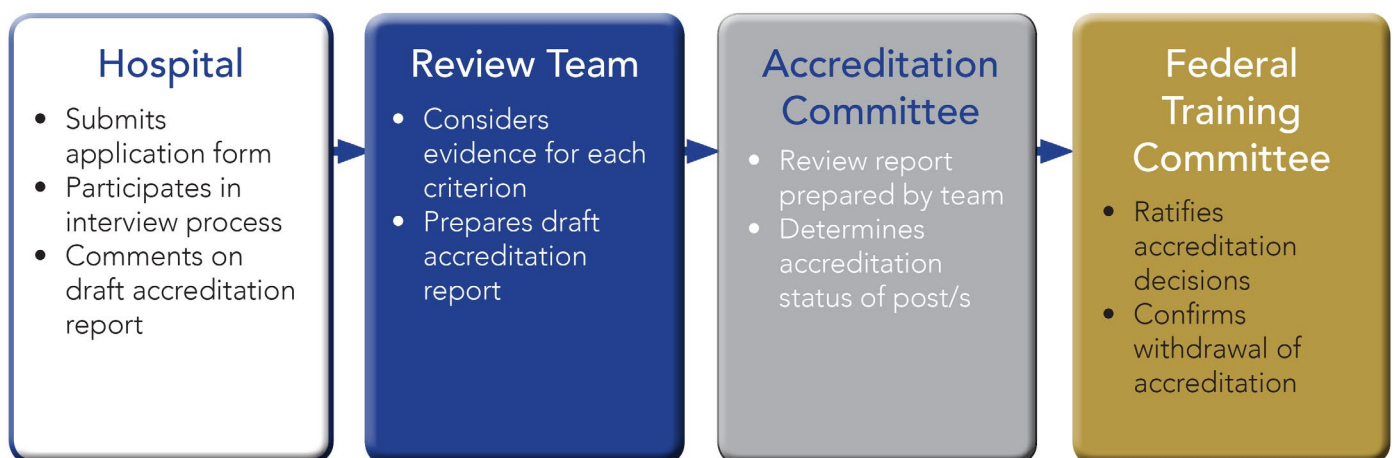 Hospital
• Submits
application form
• Participates in
interview process
• Comments on
draft accreditation
report
Review Team
• Considers
evidence for each
criterion
• Prepares draft
accreditation
report
Accreditation
Committee
• Review report
prepared by team
• Determines
accreditation
status of post/s
Federal
Training
Committee
• Ratifies
accreditation
decisions
• Confirms
withdrawal of
accreditation